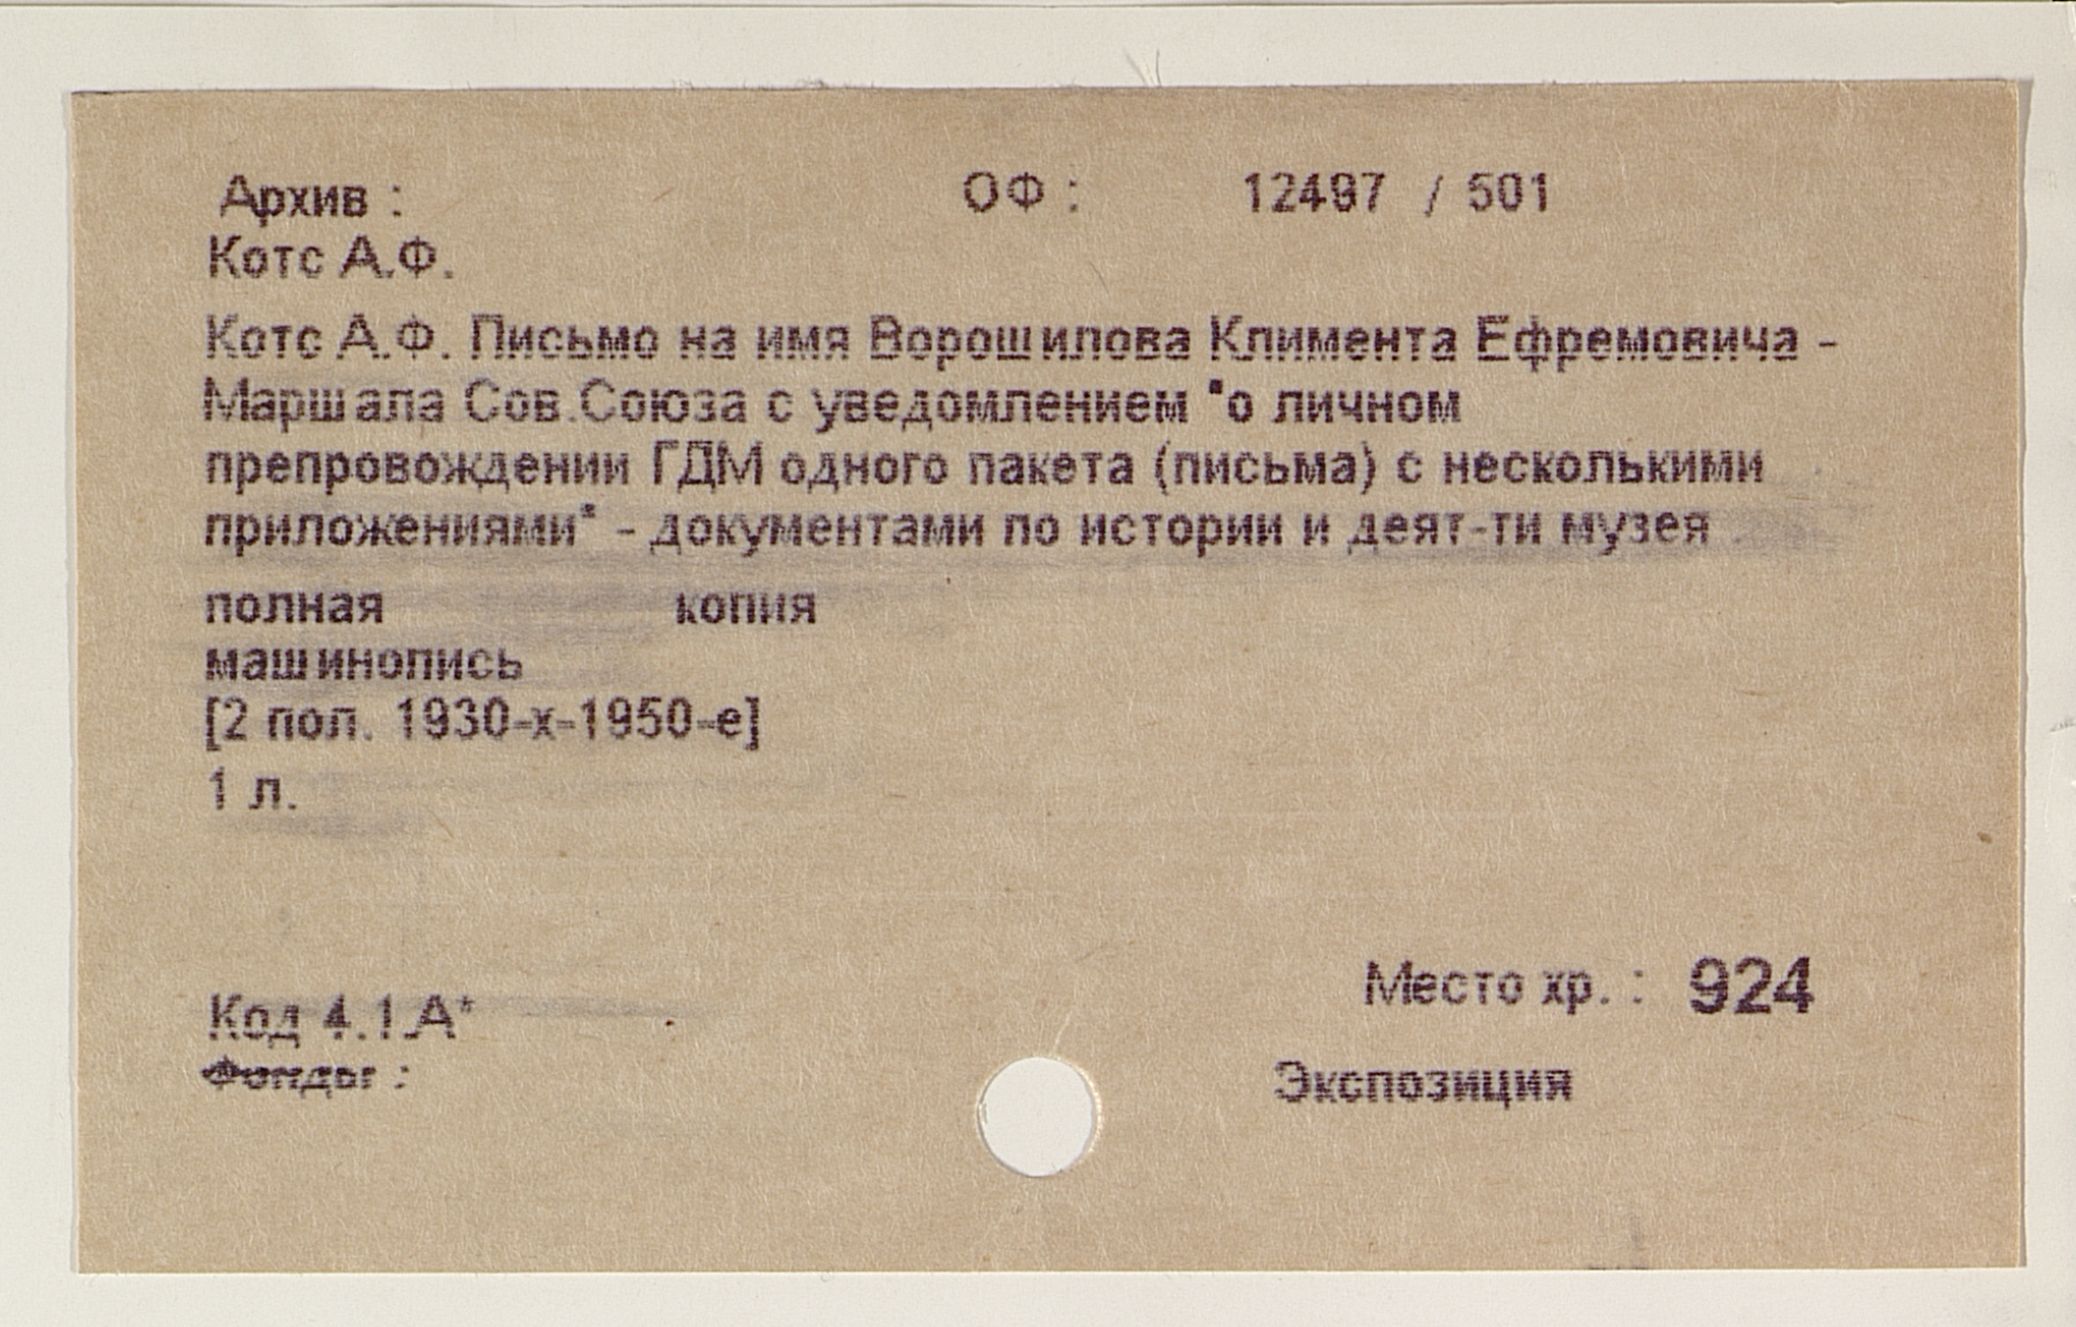 Архив : ОФ : 12497 / 501
Котс А.Ф.
Котс А.Ф. Письмо на имя Ворошилова Климента Ефремовича -
Маршала Сов.Союза с уведомлением "о личном
препровождении ГДМ одного пакета (письма) с несколькими
приложениями" - документами по истории и деят-ти музея
полная копия
машинопись
[2 пол. 1930-х-1950-е]
1 л.
Место хр. : 924
Код 4.1.А*
Фонды : Экспозиция